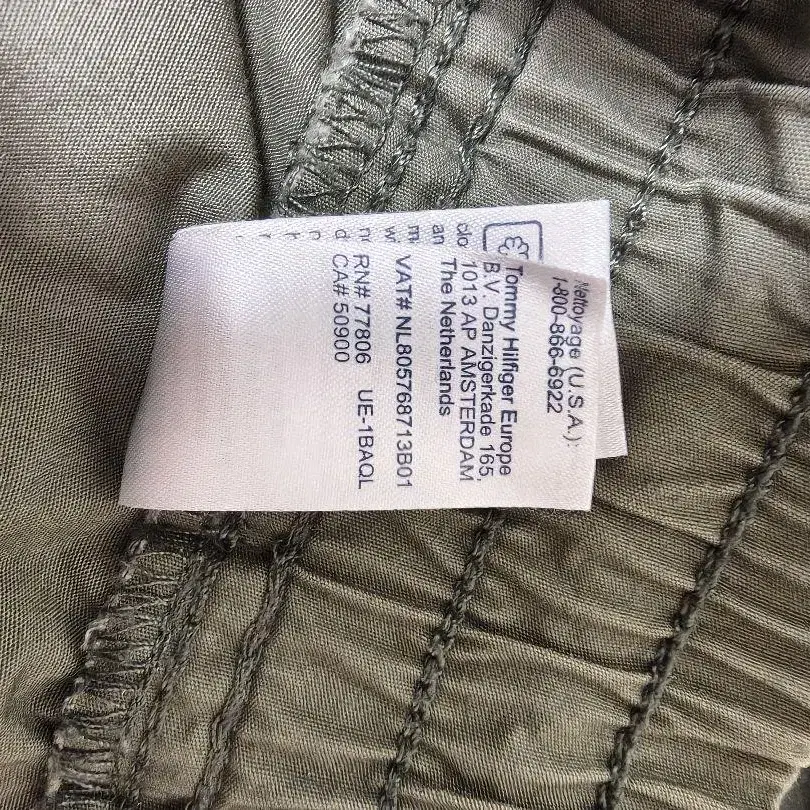 Nettoyage (U.S.A.):
1-800-866-6922
Tommy Hilfiger Europe
B.V. Danzigerkade 165,
1013 AP AMSTERDAM
The Netherlands
VAT# NL805768713B01
RN# 77806 UE-1BAQL
CA# 50900